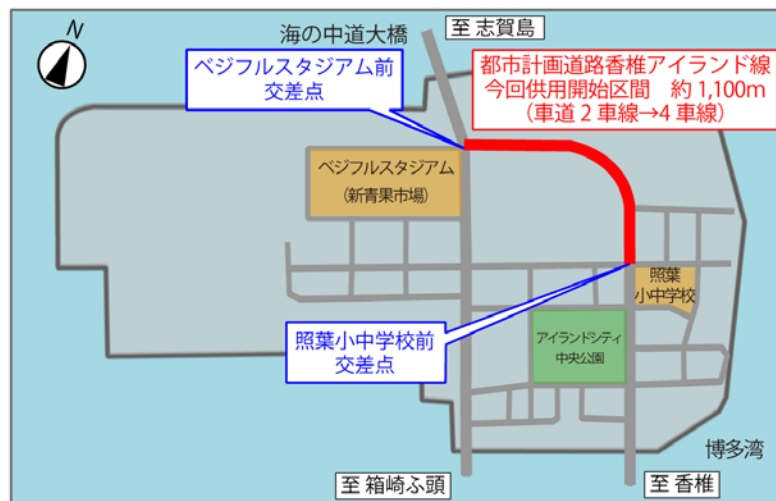 N
海の中道大橋
至 志賀島
ベジフルスタジアム前
交差点
都市計画道路香椎アイランド線
今回供用開始区間　約 1,100m
（車道 2 車線→4 車線）
ベジフルスタジアム
（新青果市場）
照葉
小中学校
照葉小中学校前
交差点
アイランドシティ
中央公園
博多湾
至 箱崎ふ頭
至 香椎